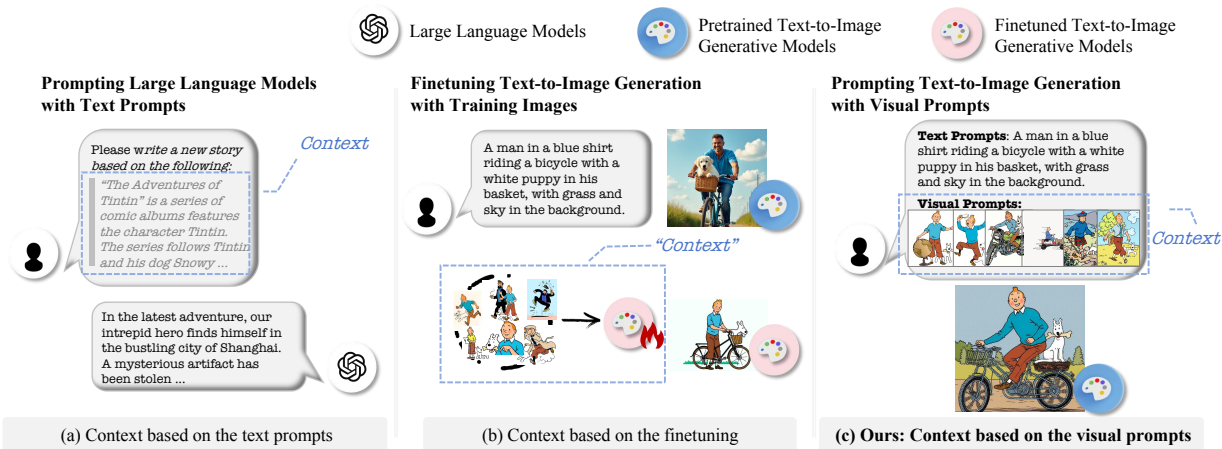 Large Language Models
Pretrained Text-to-Image
Generative Models
Finetuned Text-to-Image
Generative Models
Prompting Large Language Models
with Text Prompts
Please write a new story
based on the following:
"The Adventures of
Tintin" is a series of
comic albums features
the character Tintin.
The series follows Tintin
and his dog Snowy ...
Context
In the latest adventure, our
intrepid hero finds himself in
the bustling city of Shanghai.
A mysterious artifact has
been stolen ...
(a) Context based on the text prompts
Finetuning Text-to-Image Generation
with Training Images
A man in a blue shirt
riding a bicycle with a
white puppy in his
basket, with grass and
sky in the background.
"Context"
(b) Context based on the finetuning
Prompting Text-to-Image Generation
with Visual Prompts
Text Prompts: A man in a blue
shirt riding a bicycle with a white
puppy in his basket, with grass
and sky in the background.
Visual Prompts:
Context
(c) Ours: Context based on the visual prompts